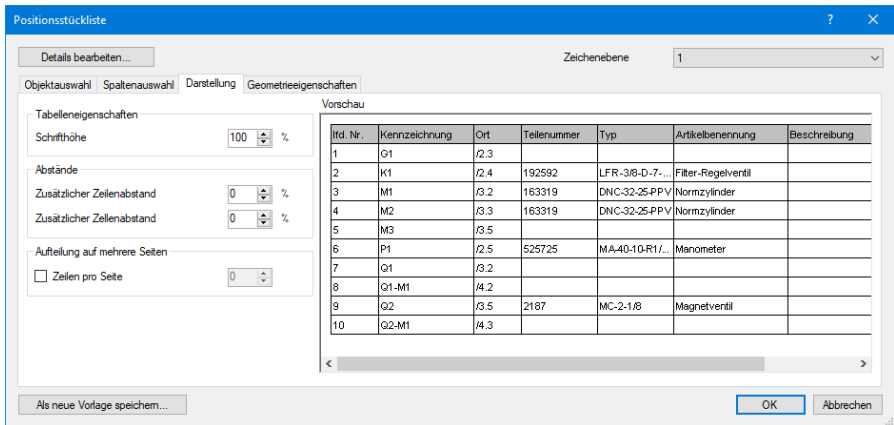 Positionsstückliste ? ×
Details bearbeiten... Zeichenebene 1
Objektauswahl Spaltenauswahl Darstellung Geometrieeigenschaften
Tabelleneigenschaften
Schrifthöhe 100 %
Abstände
Zusätzlicher Zeilenabstand 0 %
Zusätzlicher Zellenabstand 0 %
Aufteilung auf mehrere Seiten
Zeilen pro Seite 0
Vorschau
lfd. Nr. Kennzeichnung Ort Teilenummer Typ Artikelbenennung Beschreibung
1 G1 /2.3
2 K1 /2.4 192592 LFR-3/8-D-7-... Filter-Regelventil
3 M1 /3.2 163319 DNC-32-25-PPV Normzylinder
4 M2 /3.3 163319 DNC-32-25-PPV Normzylinder
5 M3 /3.5
6 P1 /2.5 525725 MA-40-10-R1/... Manometer
7 Q1 /3.2
8 Q1-M1 /4.2
9 Q2 /3.5 2187 MC-2-1/8 Magnetventil
10 Q2-M1 /4.3
Als neue Vorlage speichern... OK Abbrechen